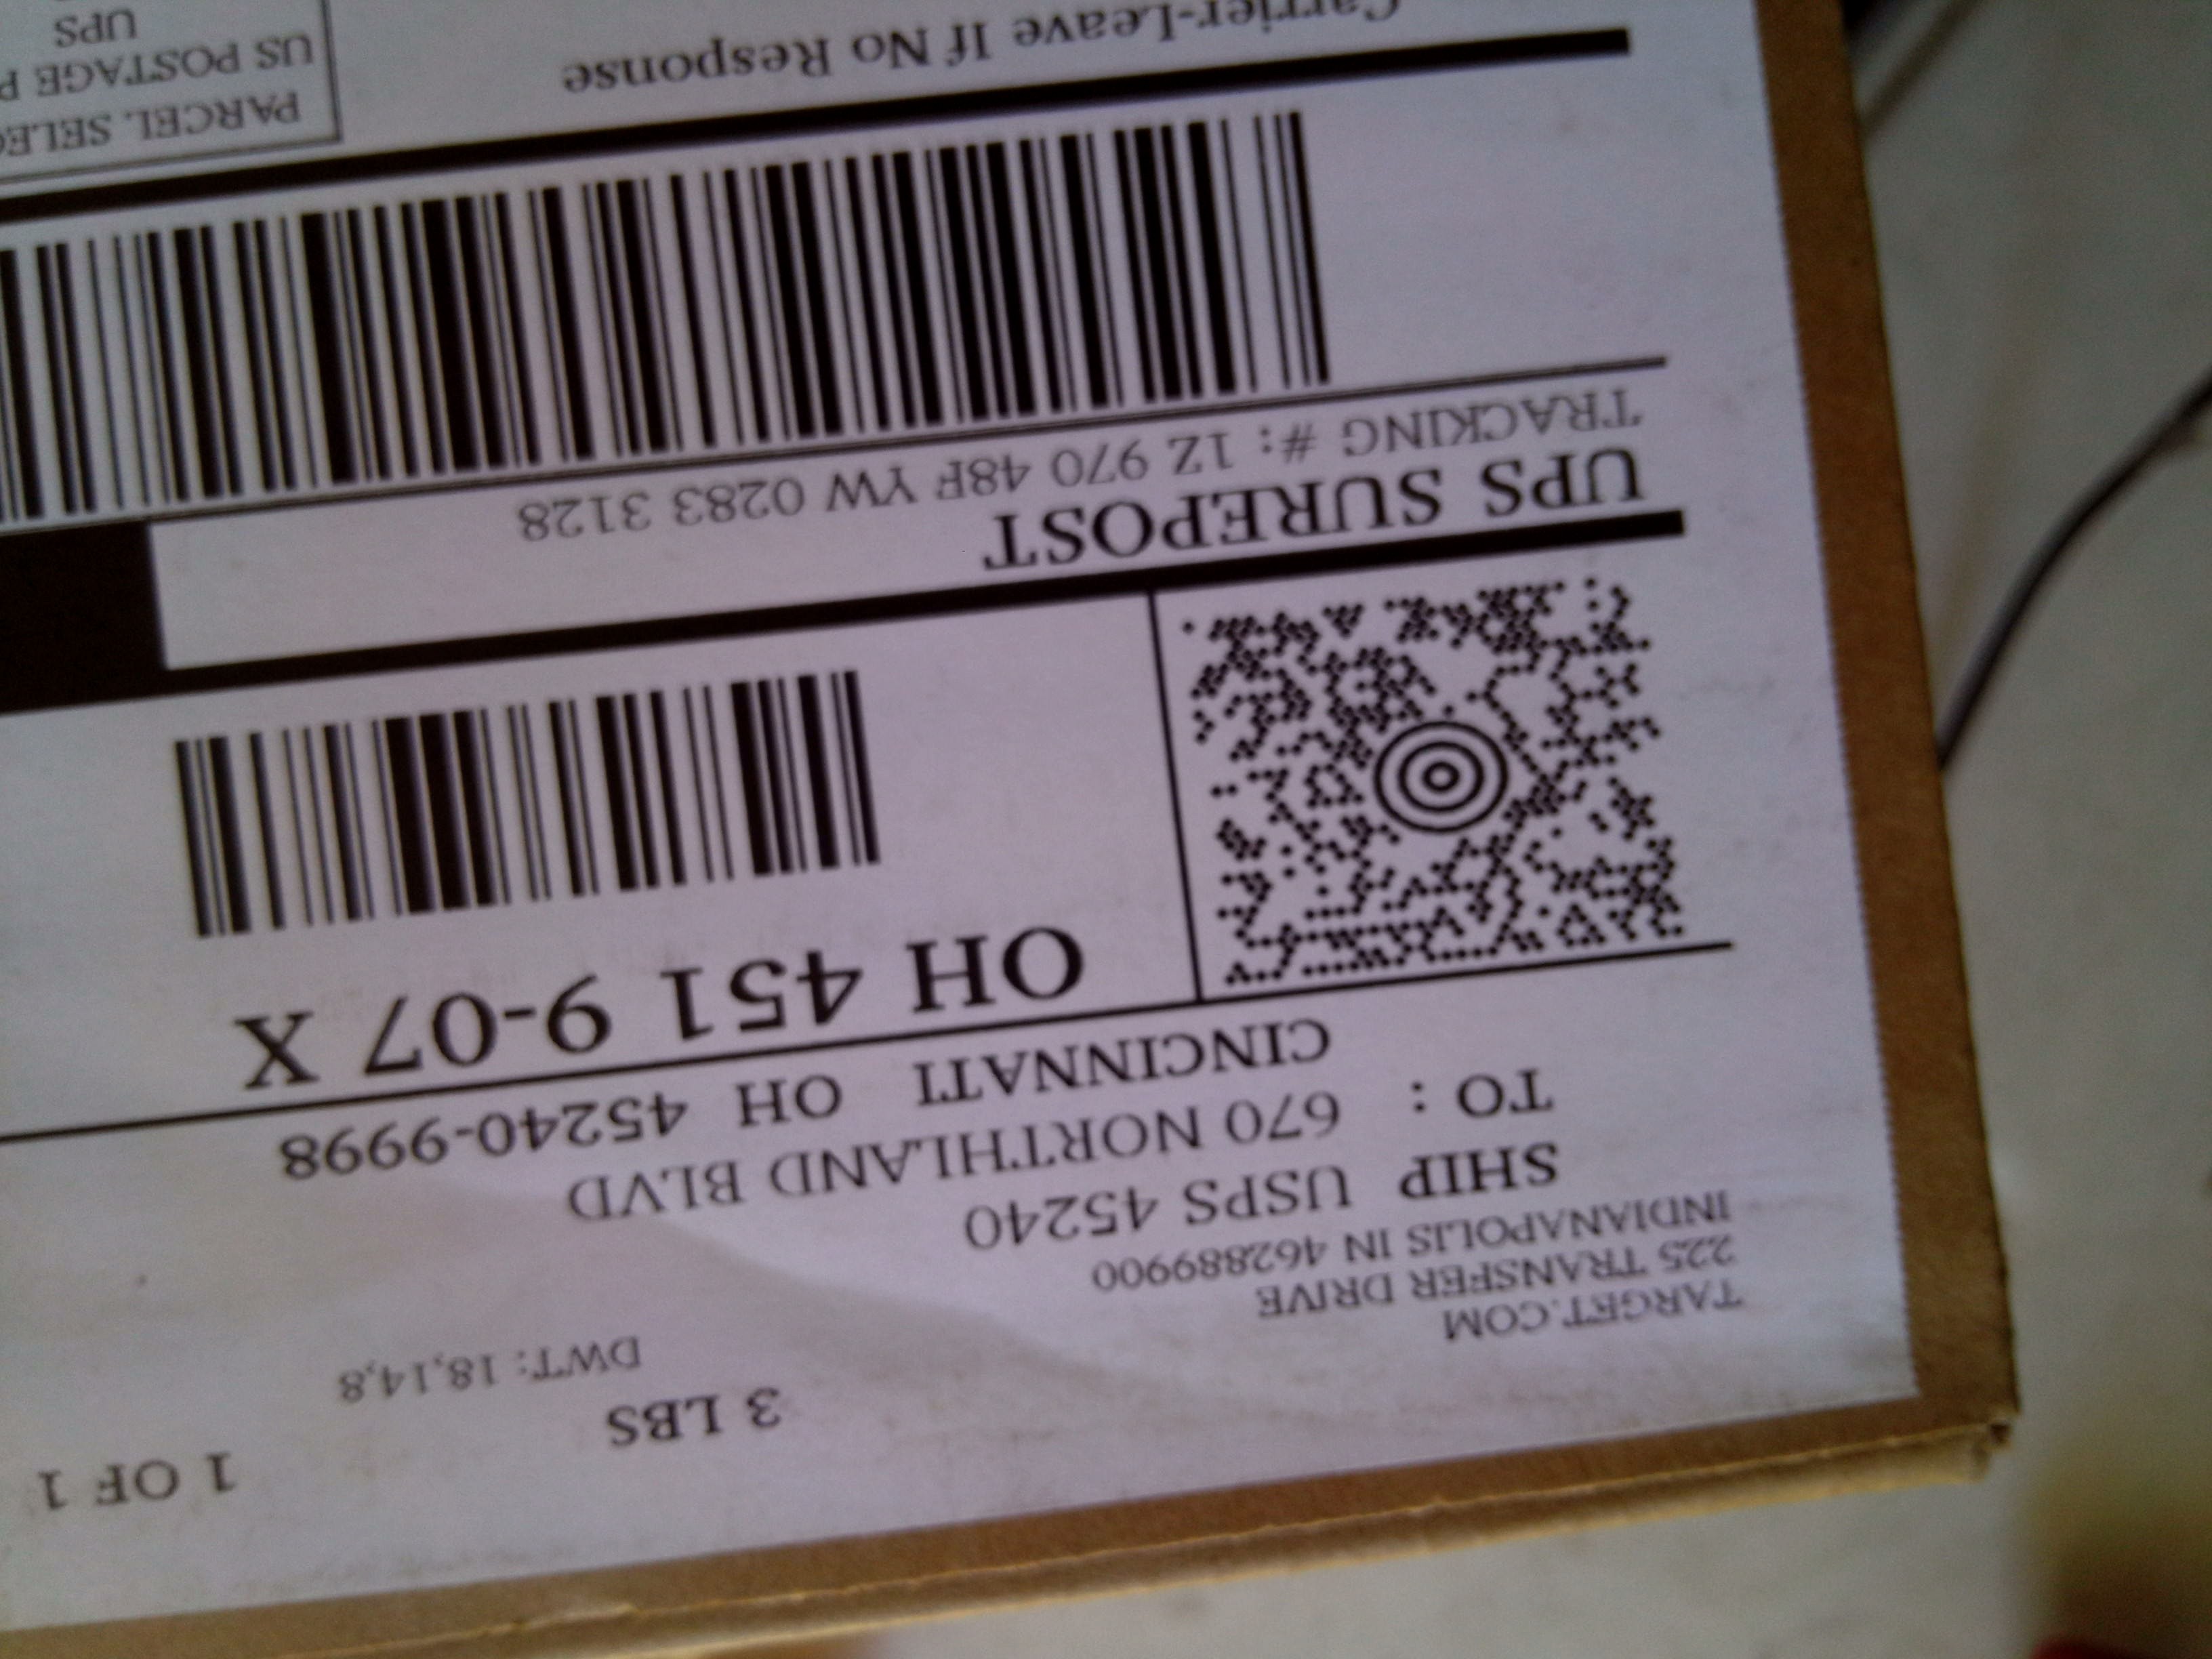 1 OF 1
3 LBS
DWT: 18,14,8
TARGET.COM
225 TRANSFER DRIVE
INDIANAPOLIS IN 462889900
SHIP USPS 45240
TO : 670 NORTHLAND BLVD
CINCINNATI OH 45240-9998
OH 451 9-07 X
UPS SUREPOST
TRACKING #: 1Z 970 48F YW 0283 3128
Carrier-Leave If No Response
PARCEL
US POSTAGE
UPS